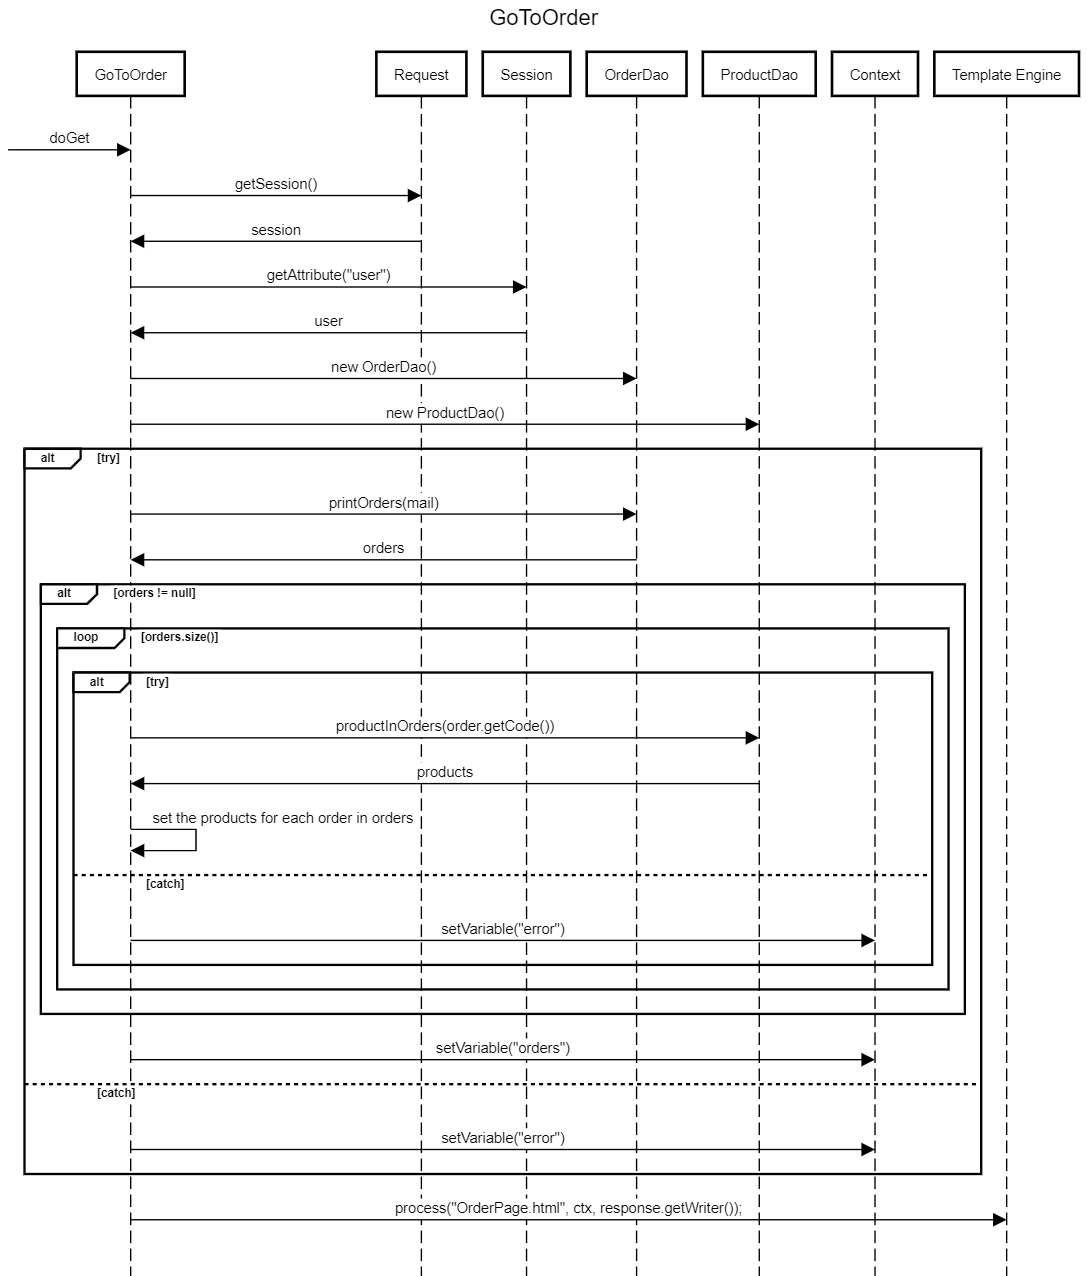 GoToOrder
GoToOrder
Request
Session
OrderDao
ProductDao
Context
Template Engine
doGet
getSession()
session
getAttribute("user")
user
new OrderDao()
new ProductDao()
alt [try]
printOrders(mail)
orders
alt [orders != null]
loop [orders.size()]
alt [try]
productInOrders(order.getCode())
products
set the products for each order in orders
[catch]
setVariable("error")
setVariable("orders")
[catch]
setVariable("error")
process("OrderPage.html", ctx, response.getWriter());